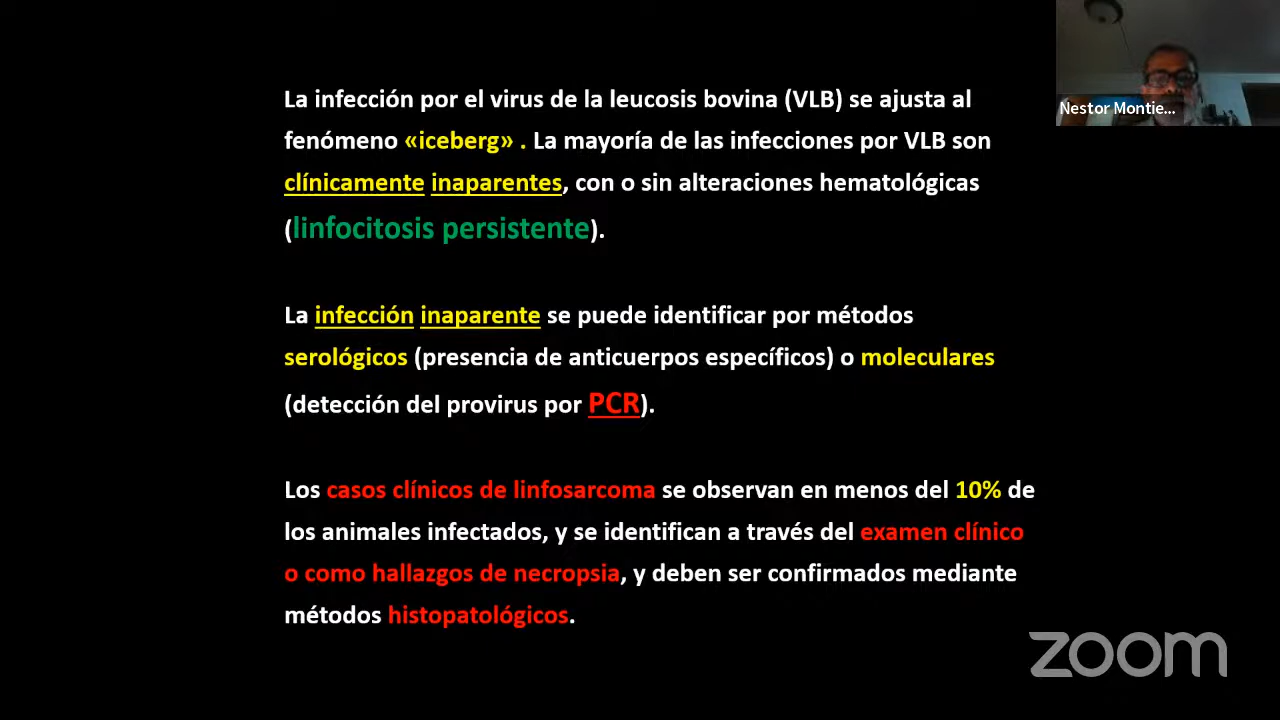 La infección por el virus de la leucosis bovina (VLB) se ajusta al
fenómeno «iceberg» . La mayoría de las infecciones por VLB son
clínicamente inaparentes, con o sin alteraciones hematológicas
(linfocitosis persistente).
La infección inaparente se puede identificar por métodos
serológicos (presencia de anticuerpos específicos) o moleculares
(detección del provirus por PCR).
Los casos clínicos de linfosarcoma se observan en menos del 10% de
los animales infectados, y se identifican a través del examen clínico
o como hallazgos de necropsia, y deben ser confirmados mediante
métodos histopatológicos.
Nestor Montie...
zoom